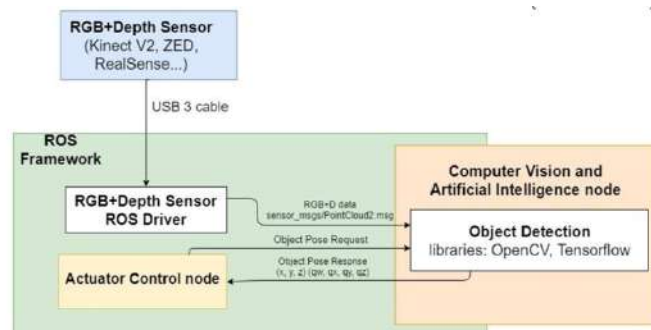 RGB+Depth Sensor
(Kinect V2, ZED,
RealSense...)
USB 3 cable
ROS
Framework
RGB+Depth Sensor
ROS Driver
RGB+D data
sensor_msgs/PointCloud2.msg
Computer Vision and
Artificial Intelligence node
Object Detection
libraries: OpenCV, Tensorflow
Object Pose Request
Actuator Control node
Object Pose Response
(x, y, z) (qw, qx, qy, qz)